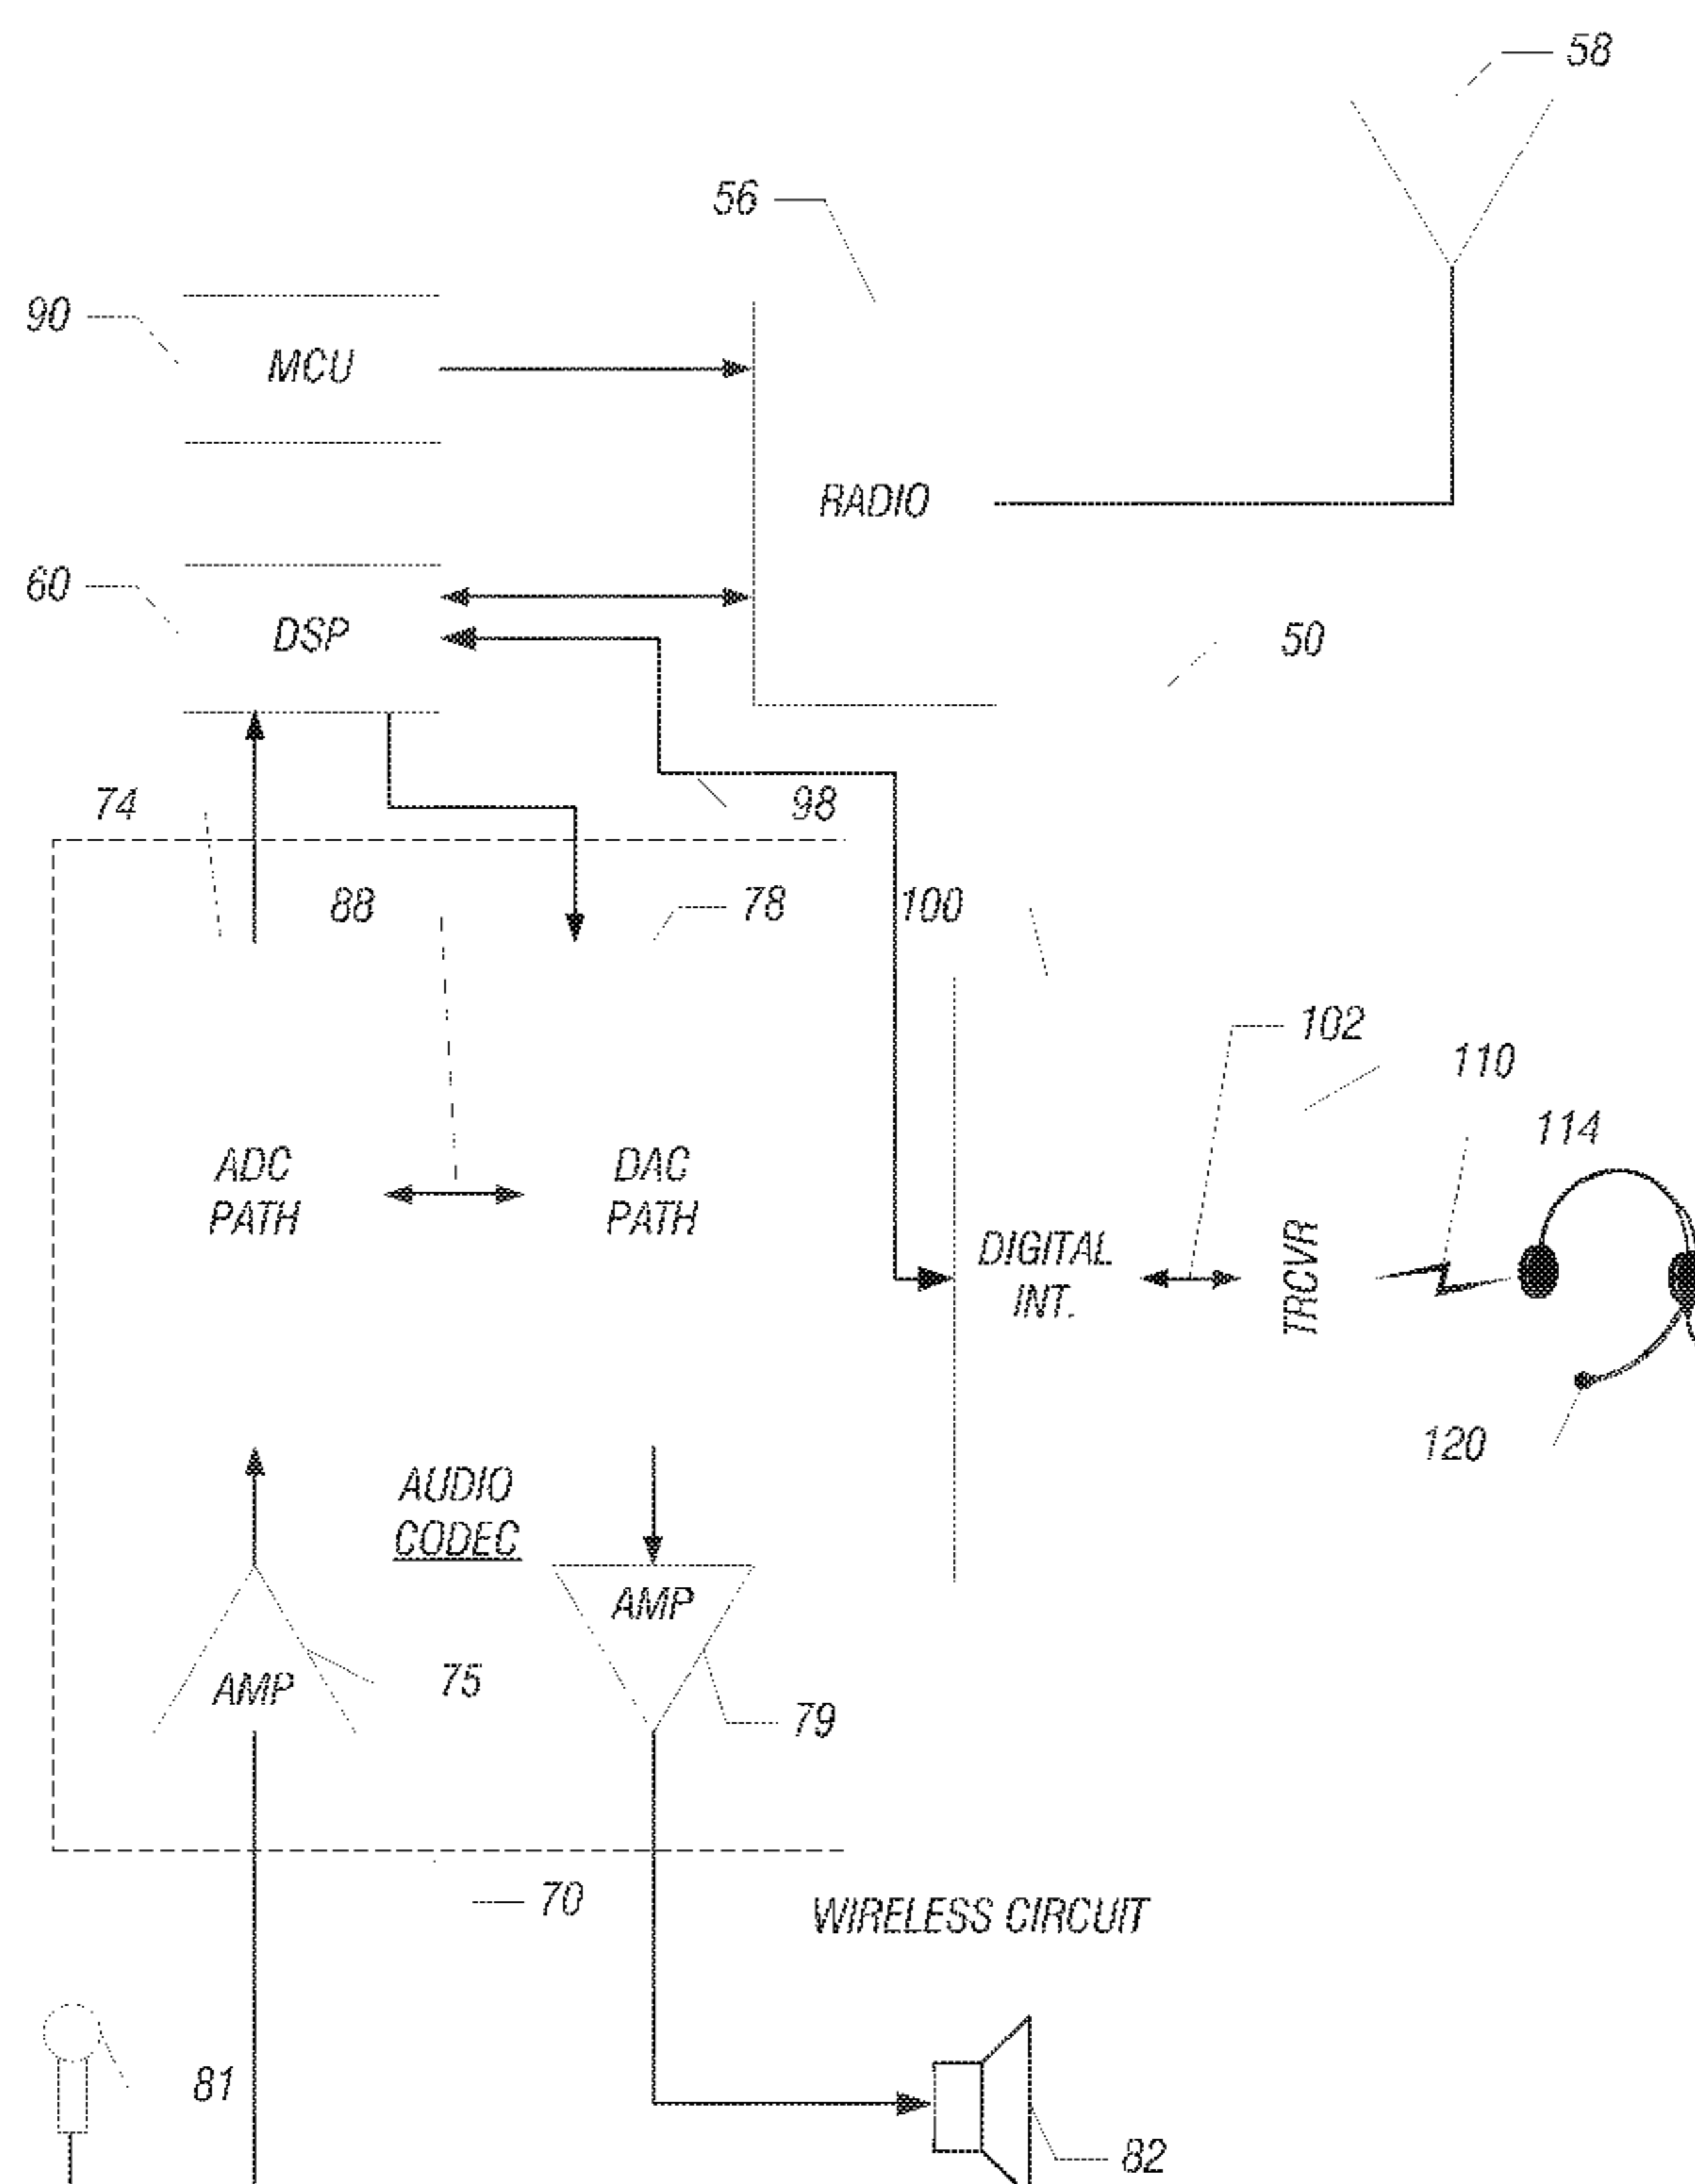 58
56
90
MCU
RADIO
60
DSP
50
74
98
88
78
100
102
110
114
ADC
PATH
DAC
PATH
DIGITAL
INT.
TRCVR
120
AUDIO
CODEC
AMP
AMP
75
79
70
WIRELESS CIRCUIT
81
82